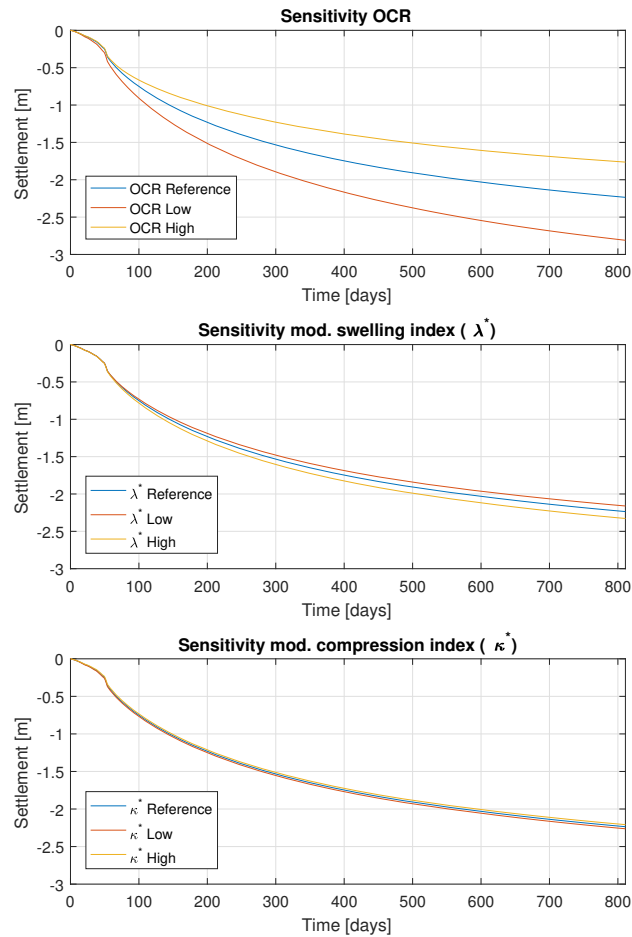 Sensitivity OCR
0
-0.5
-1
-1.5
-2
-2.5
-3
Settlement [m]
OCR Reference
OCR Low
OCR High
0 100 200 300 400 500 600 700 800
Time [days]
Sensitivity mod. swelling index ( λ*)
0
-0.5
-1
-1.5
-2
-2.5
-3
Settlement [m]
λ* Reference
λ* Low
λ* High
0 100 200 300 400 500 600 700 800
Time [days]
Sensitivity mod. compression index ( κ*)
0
-0.5
-1
-1.5
-2
-2.5
-3
Settlement [m]
κ* Reference
κ* Low
κ* High
0 100 200 300 400 500 600 700 800
Time [days]